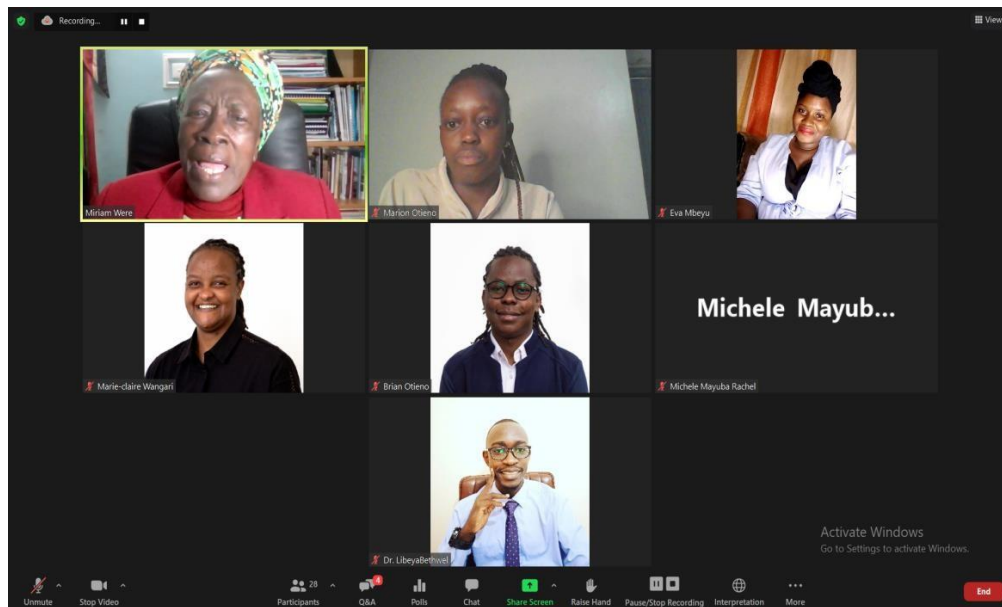 Recording...
View
Miriam Were
Marion Otieno
Eva Mbeyu
Marie-claire Wangari
Brian Otieno
Michele Mayub...
Michele Mayuba Rachel
Dr. LibeyaBethwel
Activate Windows
Go to Settings to activate Windows.
Unmute
Stop Video
Participants
28
Q&A
4
Polls
Chat
Share Screen
Raise Hand
Pause/Stop Recording
Interpretation
More
End